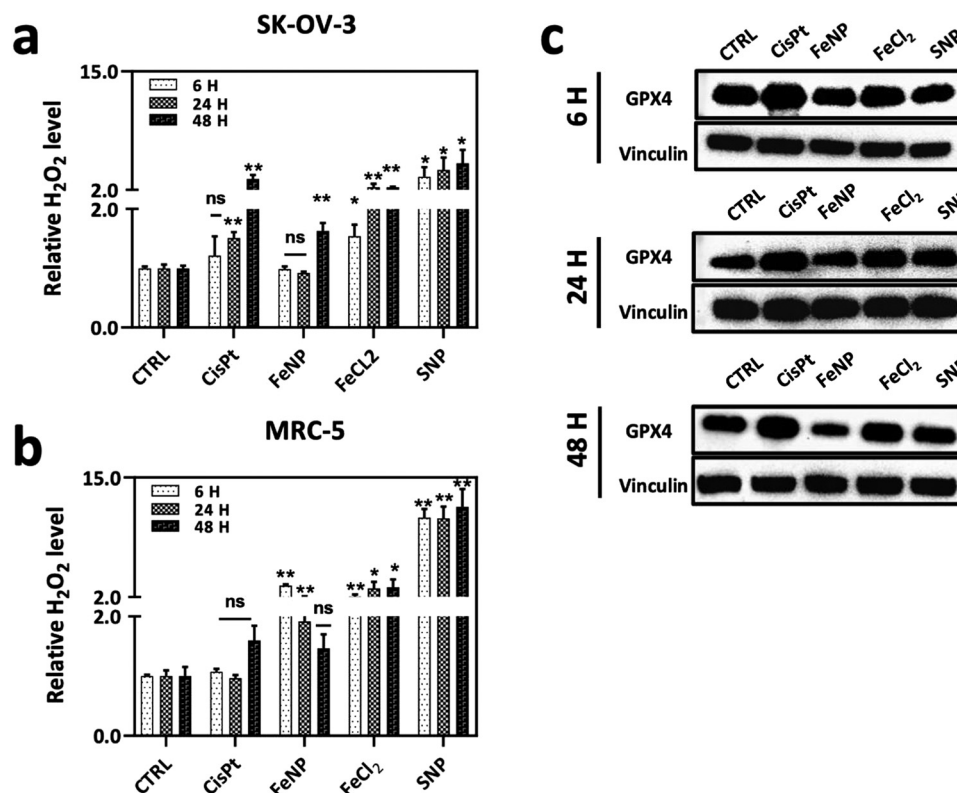 a
SK-OV-3
15.0
6 H
24 H
48 H
Relative H₂O₂ level
ns
**
**
ns
**
*
**
**
*
*
*
2.0
2.0
0.0
CTRL
CisPt
FeNP
FeCL2
SNP
b
MRC-5
15.0
6 H
24 H
48 H
Relative H₂O₂ level
ns
**
**
ns
**
*
*
**
**
**
2.0
2.0
0.0
CTRL
CisPt
FeNP
FeCl₂
SNP
c
CTRL CisPt FeNP FeCl₂ SNP
6 H
GPX4
Vinculin
CTRL CisPt FeNP FeCl₂ SNP
24 H
GPX4
Vinculin
CTRL CisPt FeNP FeCl₂ SNP
48 H
GPX4
Vinculin